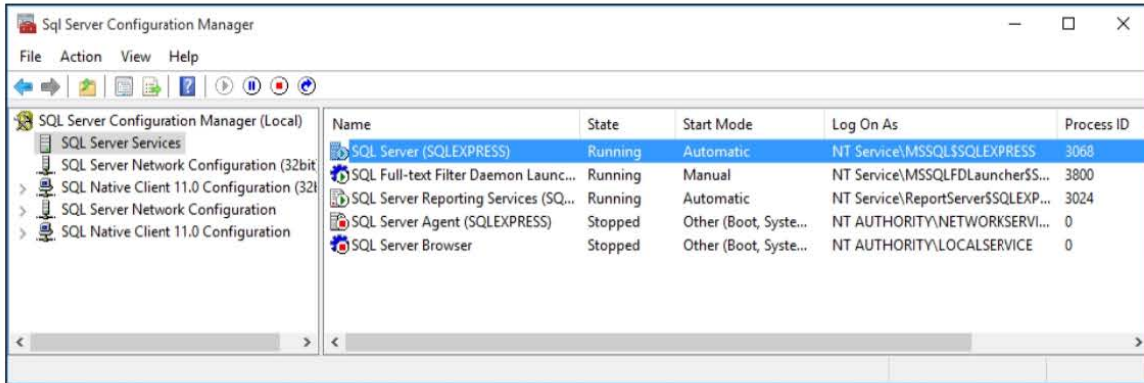 Sql Server Configuration Manager
File Action View Help
SQL Server Configuration Manager (Local)
SQL Server Services
SQL Server Network Configuration (32bit
SQL Native Client 11.0 Configuration (32b
SQL Server Network Configuration
SQL Native Client 11.0 Configuration
Name State Start Mode Log On As Process ID
SQL Server (SQLEXPRESS) Running Automatic NT Service\MSSQL$SQLEXPRESS 3068
SQL Full-text Filter Daemon Launc... Running Manual NT Service\MSSQLFDLauncher$S... 3800
SQL Server Reporting Services (SQ... Running Automatic NT Service\ReportServer$SQLEXP... 3024
SQL Server Agent (SQLEXPRESS) Stopped Other (Boot, Syste... NT AUTHORITY\NETWORKSERVI... 0
SQL Server Browser Stopped Other (Boot, Syste... NT AUTHORITY\LOCALSERVICE 0